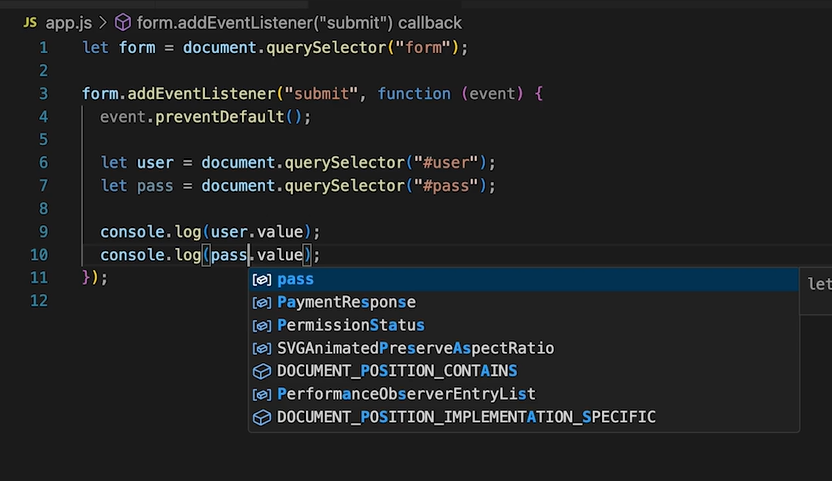 JS app.js > form.addEventListener("submit") callback
1 let form = document.querySelector("form");
2
3 form.addEventListener("submit", function (event) {
4 event.preventDefault();
5
6 let user = document.querySelector("#user");
7 let pass = document.querySelector("#pass");
8
9 console.log(user.value);
10 console.log(pass.value);
11 });
12
pass
let
PaymentResponse
PermissionStatus
SVGAnimatedPreserveAspectRatio
DOCUMENT_POSITION_CONTAINS
PerformanceObserverEntryList
DOCUMENT_POSITION_IMPLEMENTATION_SPECIFIC